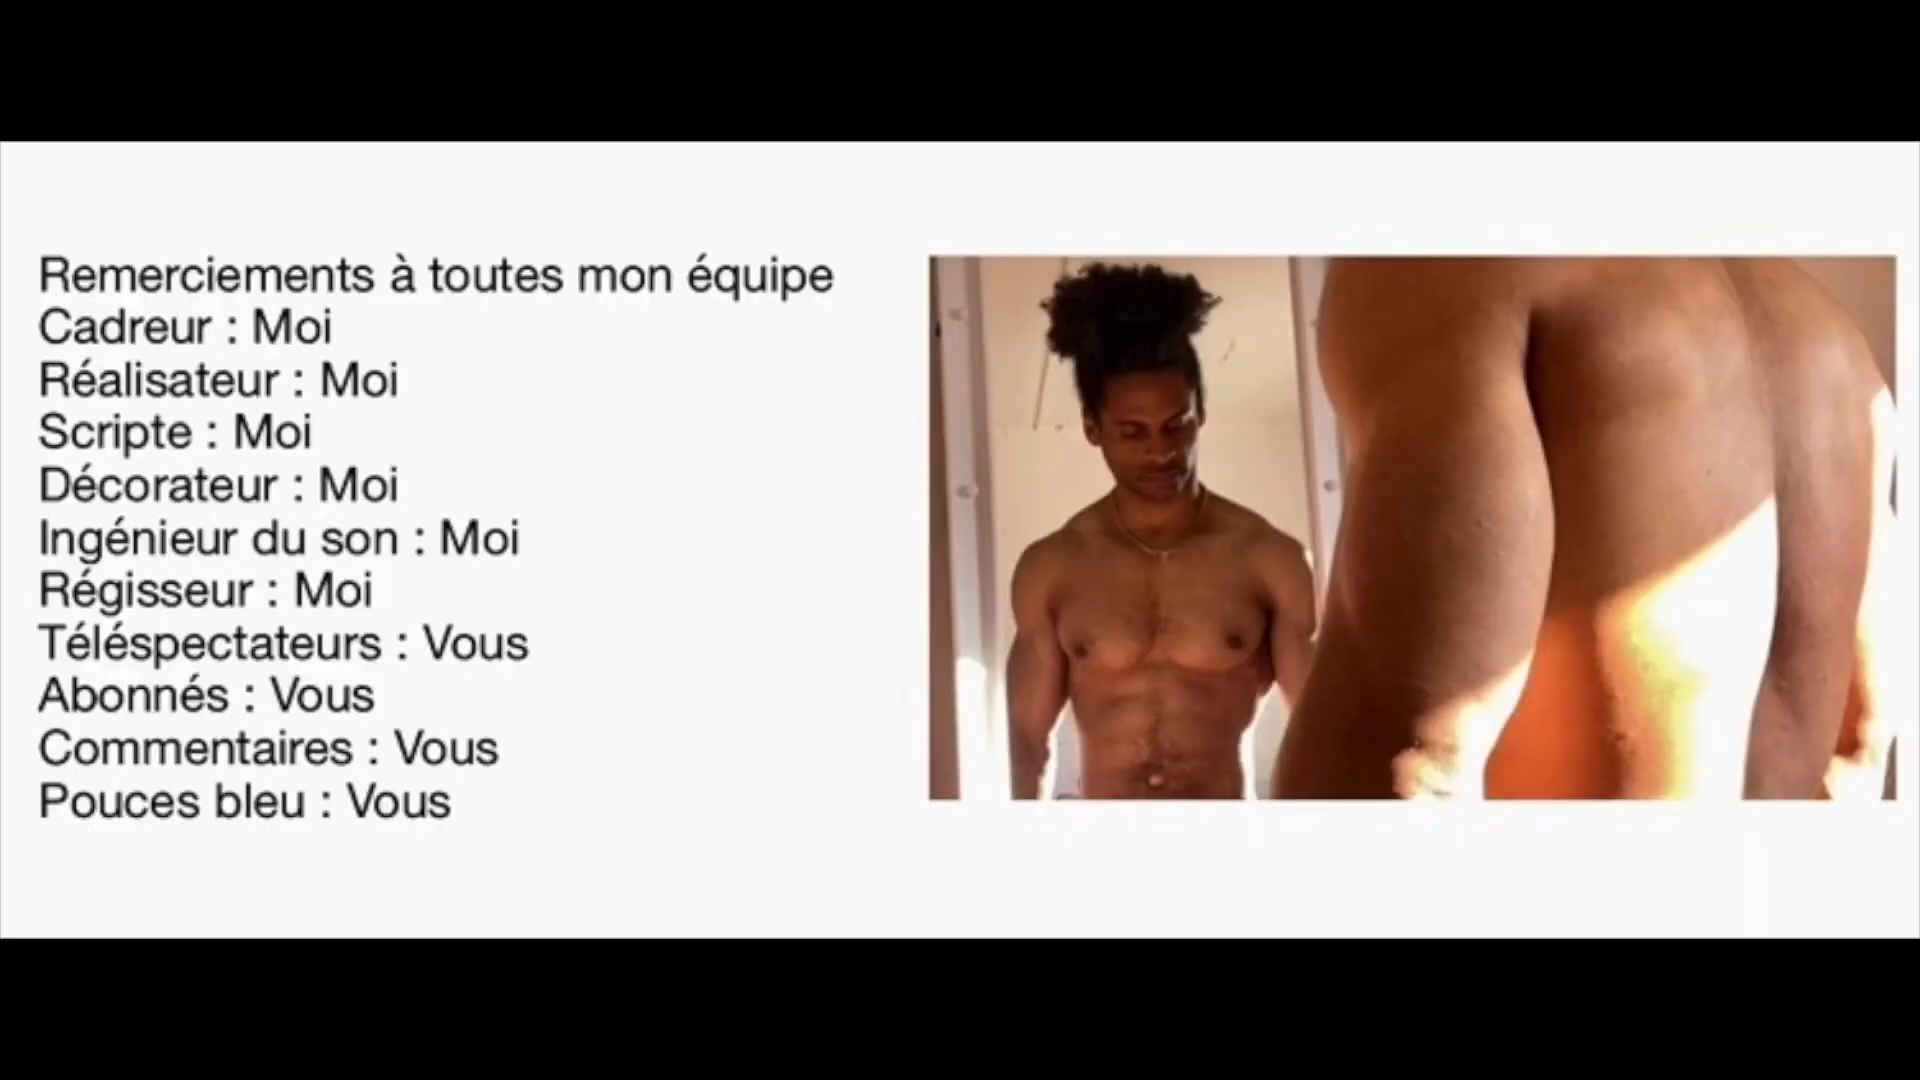 Remerciements à toutes mon équipe
Cadreur : Moi
Réalisateur : Moi
Scripte : Moi
Décorateur : Moi
Ingénieur du son : Moi
Régisseur : Moi
Téléspectateurs : Vous
Abonnés : Vous
Commentaires : Vous
Pouces bleu : Vous